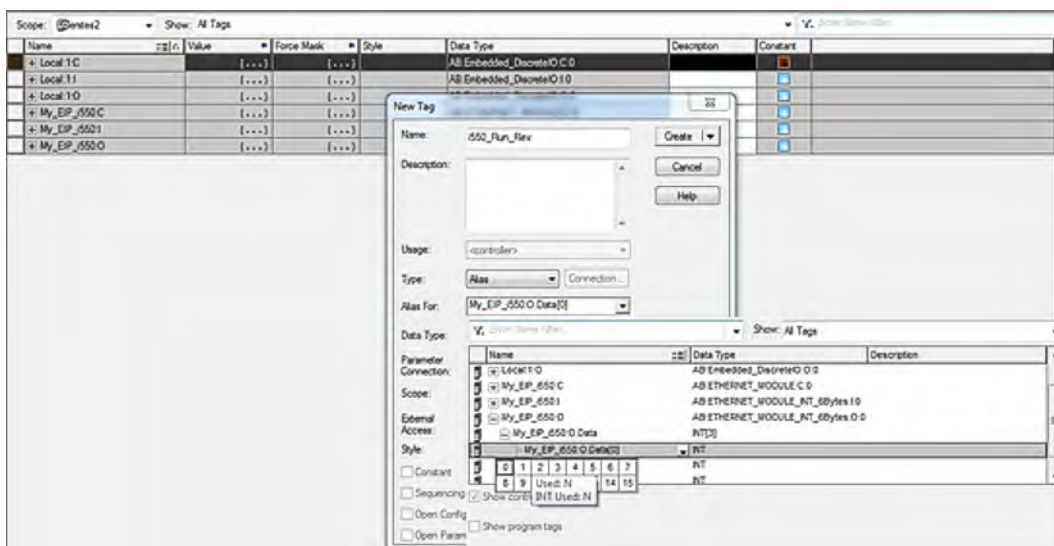 Scope: Show: All Tags
Name Value Force Mask Style Data Type Description Constant
+ Local:1:C {...} {...} AB:Embedded_DiscreteIO:C:0
+ Local:1:I {...} {...} AB:Embedded_DiscreteIO:I:0
+ Local:1:O {...} {...}
+ My_EIP_i550:C {...} {...}
+ My_EIP_i550:I {...} {...}
+ My_EIP_i550:O {...} {...}
New Tag
Name: i550_Run_Rev Create
Description: Cancel
Help
Usage: <controller>
Type: Alias Connection...
Alias For: My_EIP_i550:O.Data[0]
Data Type: Enter Name Filter... Show: All Tags
Name Data Type Description
Parameter Connection:
+ Local:1:O AB:Embedded_DiscreteIO:O:0
+ My_EIP_i550:C AB:ETHERNET_MODULE:C:0
Scope:
+ My_EIP_i550:I AB:ETHERNET_MODULE_INT_6Bytes:I:0
External Access:
- My_EIP_i550:O AB:ETHERNET_MODULE_INT_6Bytes:O:0
- My_EIP_i550:O.Data INT[3]
Style: My_EIP_i550:O.Data[0] INT
Constant 0 1 2 3 4 5 6 7 INT
8 9 Used: N 14 15 INT
Sequencing Show INT Used: N
Open Config
Open Param Show program tags